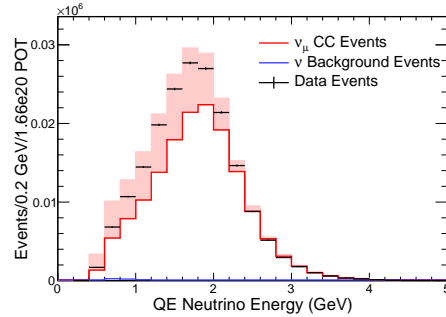 ×10⁶
0.03
0.02
0.01
0
Events/0.2 GeV/1.66e20 POT
ν_μ CC Events
ν Background Events
Data Events
0 1 2 3 4 5
QE Neutrino Energy (GeV)